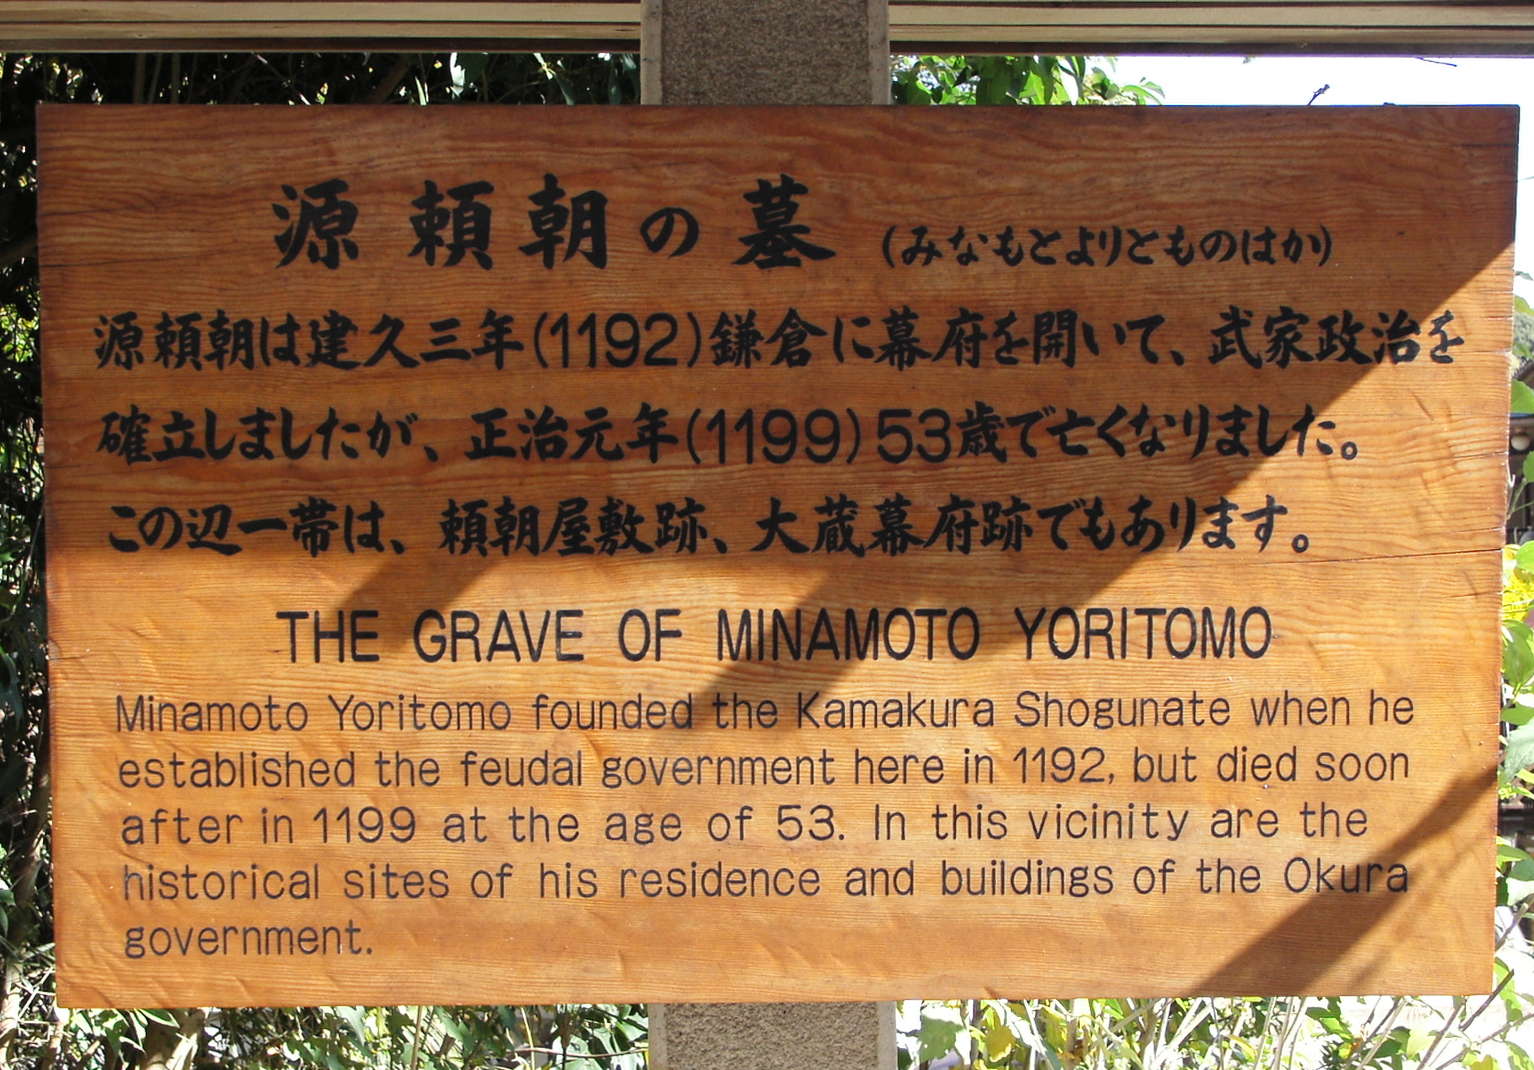 源頼朝の墓 (みなもとよりとものはか)
源頼朝は建久三年(1192)鎌倉に幕府を開いて、武家政治を
確立しましたが、正治元年(1199)53歳で亡くなりました。
この辺一帯は、頼朝屋敷跡、大蔵幕府跡でもあります。
THE GRAVE OF MINAMOTO YORITOMO
Minamoto Yoritomo founded the Kamakura Shogunate when he
established the feudal government here in 1192, but died soon
after in 1199 at the age of 53. In this vicinity are the
historical sites of his residence and buildings of the Okura
government.